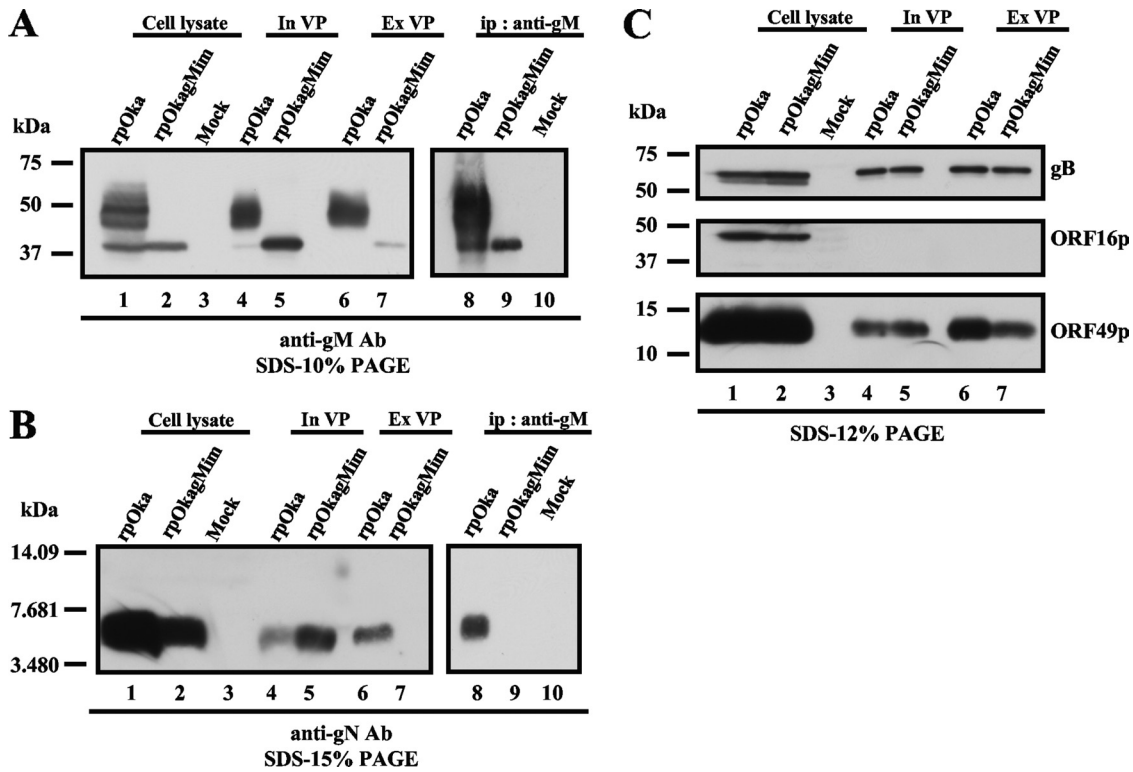 A
Cell lysate
In VP
Ex VP
ip : anti-gM
rpOka
rpOkagMim
Mock
rpOka
rpOkagMim
rpOka
rpOkagMim
rpOka
rpOkagMim
Mock
kDa
75
50
37
1 2 3 4 5 6 7 8 9 10
anti-gM Ab
SDS-10% PAGE
B
Cell lysate
In VP
Ex VP
ip : anti-gM
rpOka
rpOkagMim
Mock
rpOka
rpOkagMim
rpOka
rpOkagMim
rpOka
rpOkagMim
Mock
kDa
14.09
7.681
3.480
1 2 3 4 5 6 7 8 9 10
anti-gN Ab
SDS-15% PAGE
C
Cell lysate
In VP
Ex VP
rpOka
rpOkagMim
Mock
rpOka
rpOkagMim
rpOka
rpOkagMim
kDa
75
50
gB
50
37
ORF16p
15
10
ORF49p
1 2 3 4 5 6 7
SDS-12% PAGE